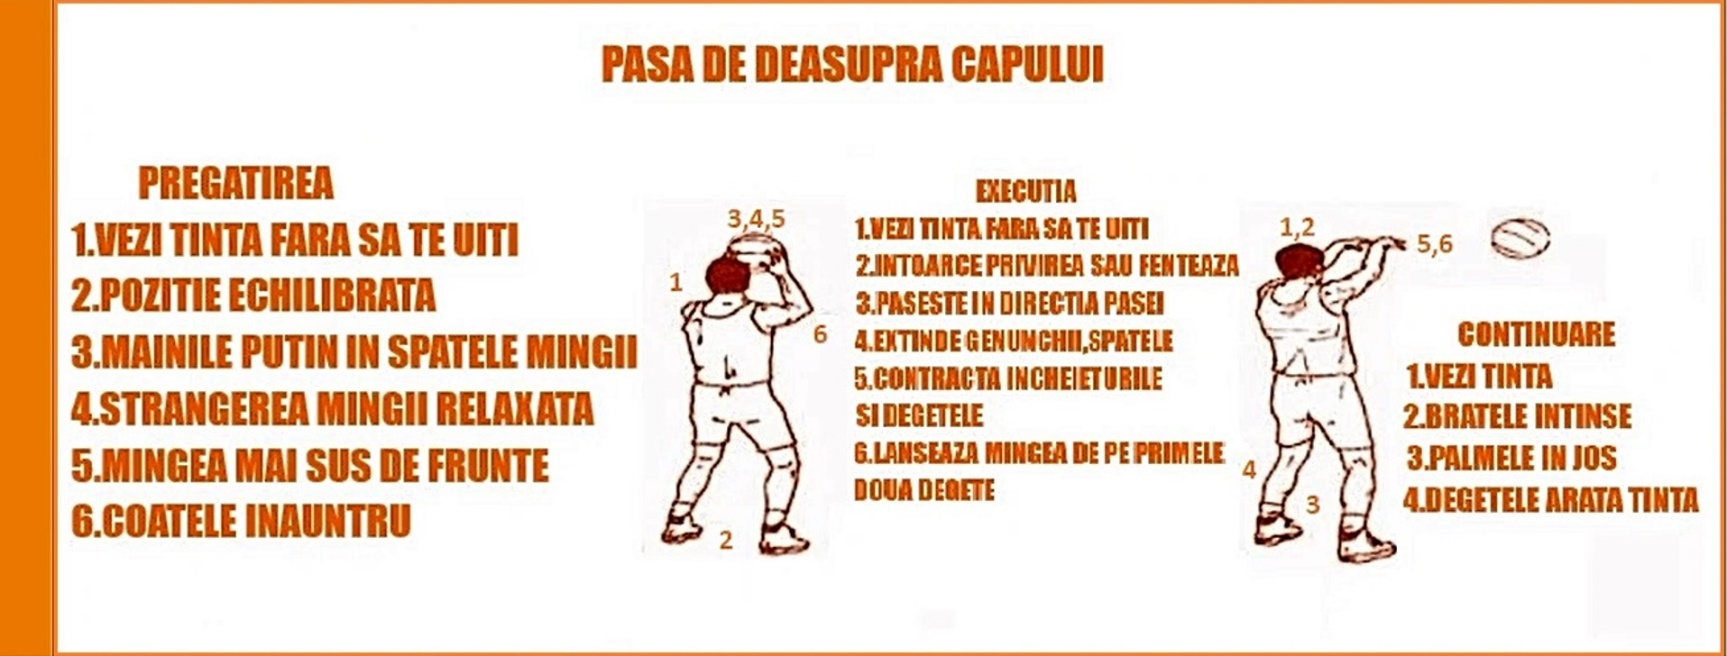 PASA DE DEASUPRA CAPULUI
PREGATIREA
1.VEZI TINTA FARA SA TE UITI
2.POZITIE ECHILIBRATA
3.MAINILE PUTIN IN SPATELE MINGII
4.STRANGEREA MINGII RELAXATA
5.MINGEA MAI SUS DE FRUNTE
6.COATELE INAUNTRU
3,4,5
1
6
2
EXECUTIA
1.VEZI TINTA FARA SA TE UITI
2.INTOARCE PRIVIREA SAU FENTEAZA
3.PASESTE IN DIRECTIA PASEI
4.EXTINDE GENUNCHII,SPATELE
5.CONTRACTA INCHEIETURILE
SI DEGETELE
6.LANSEAZA MINGEA DE PE PRIMELE
DOUA DEGETE
1,2
5,6
4
3
CONTINUARE
1.VEZI TINTA
2.BRATELE INTINSE
3.PALMELE IN JOS
4.DEGETELE ARATA TINTA